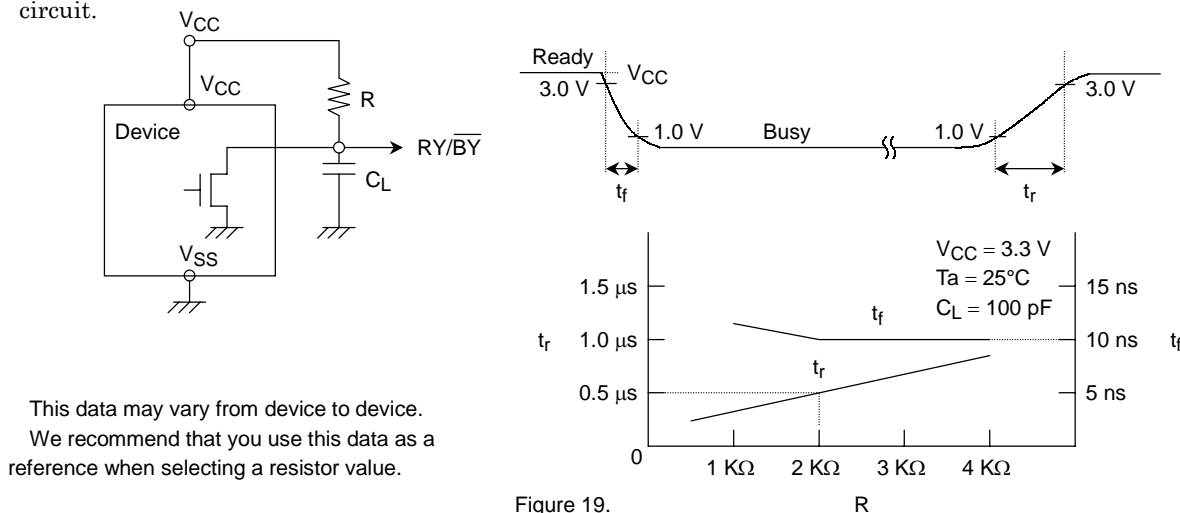 circuit.
VCC
VCC
Device
R
RY/BY
CL
VSS
Ready
VCC
3.0 V
1.0 V
Busy
1.0 V
3.0 V
tf
tr
VCC = 3.3 V
Ta = 25°C
CL = 100 pF
1.5 μs
15 ns
tf
tr
1.0 μs
10 ns
tf
tr
0.5 μs
5 ns
0
1 KΩ
2 KΩ
3 KΩ
4 KΩ
R
This data may vary from device to device.
We recommend that you use this data as a
reference when selecting a resistor value.
Figure 19.